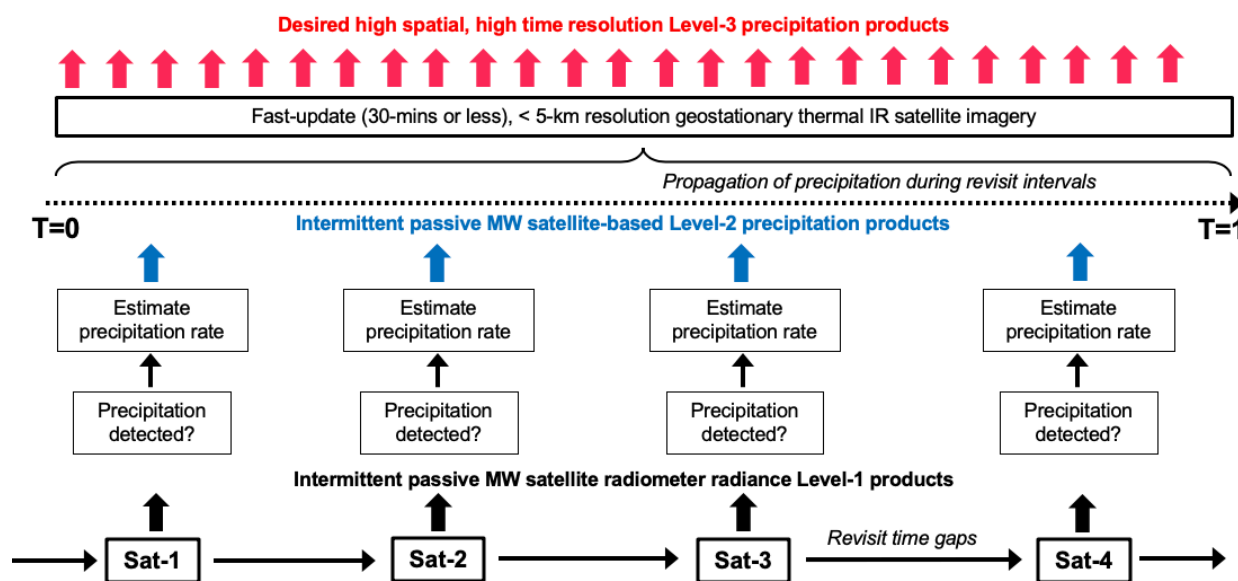 Desired high spatial, high time resolution Level-3 precipitation products
Fast-update (30-mins or less), < 5-km resolution geostationary thermal IR satellite imagery
Propagation of precipitation during revisit intervals
T=0
Intermittent passive MW satellite-based Level-2 precipitation products
T=1
Estimate
precipitation rate
Estimate
precipitation rate
Estimate
precipitation rate
Estimate
precipitation rate
Precipitation
detected?
Precipitation
detected?
Precipitation
detected?
Precipitation
detected?
Intermittent passive MW satellite radiometer radiance Level-1 products
Sat-1
Sat-2
Sat-3
Revisit time gaps
Sat-4